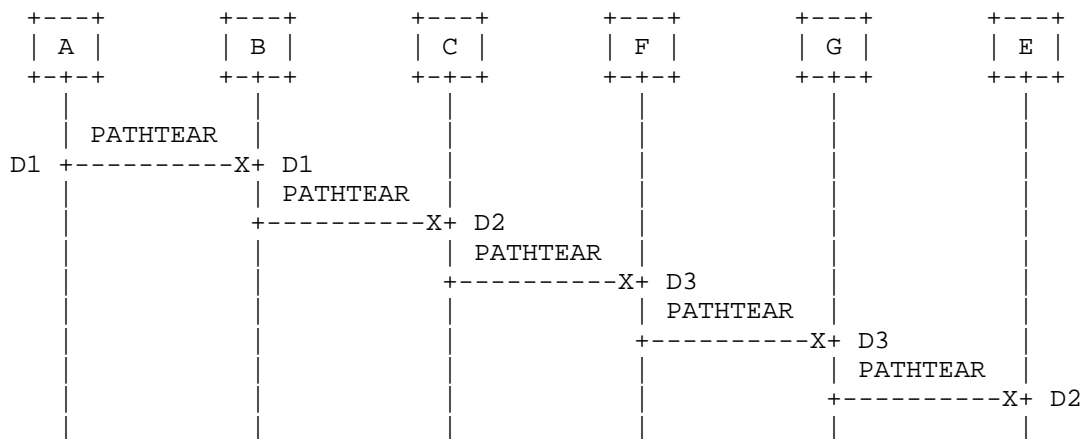 A B C F G E
PATHTEAR
D1 D1
PATHTEAR
D2
PATHTEAR
D3
PATHTEAR
D3
PATHTEAR
D2